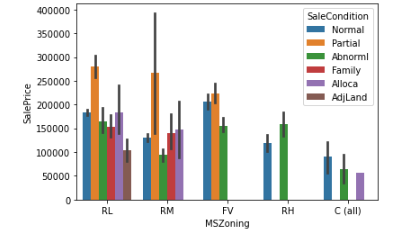 400000
350000
300000
250000
200000
150000
100000
50000
0
SalePrice
SaleCondition
Normal
Partial
Abnorml
Family
Alloca
AdjLand
RL RM FV RH C (all)
MSZoning